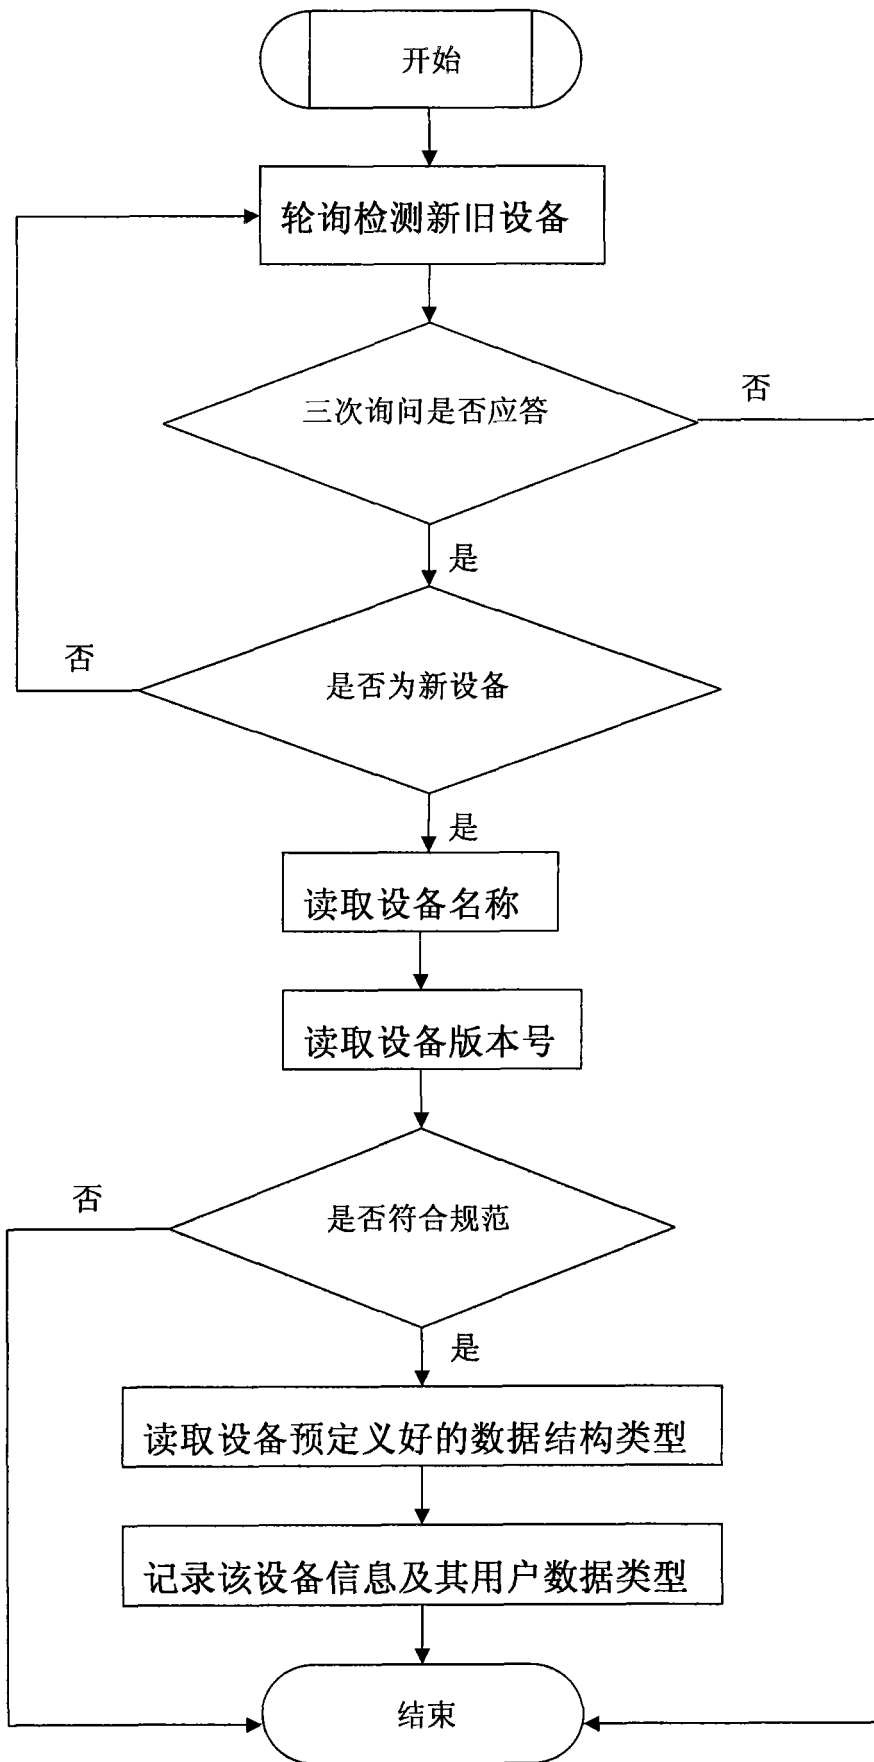 开始
轮询检测新旧设备
三次询问是否应答
否
是
是否为新设备
否
是
读取设备名称
读取设备版本号
是否符合规范
否
是
读取设备预定义好的数据结构类型
记录该设备信息及其用户数据类型
结束